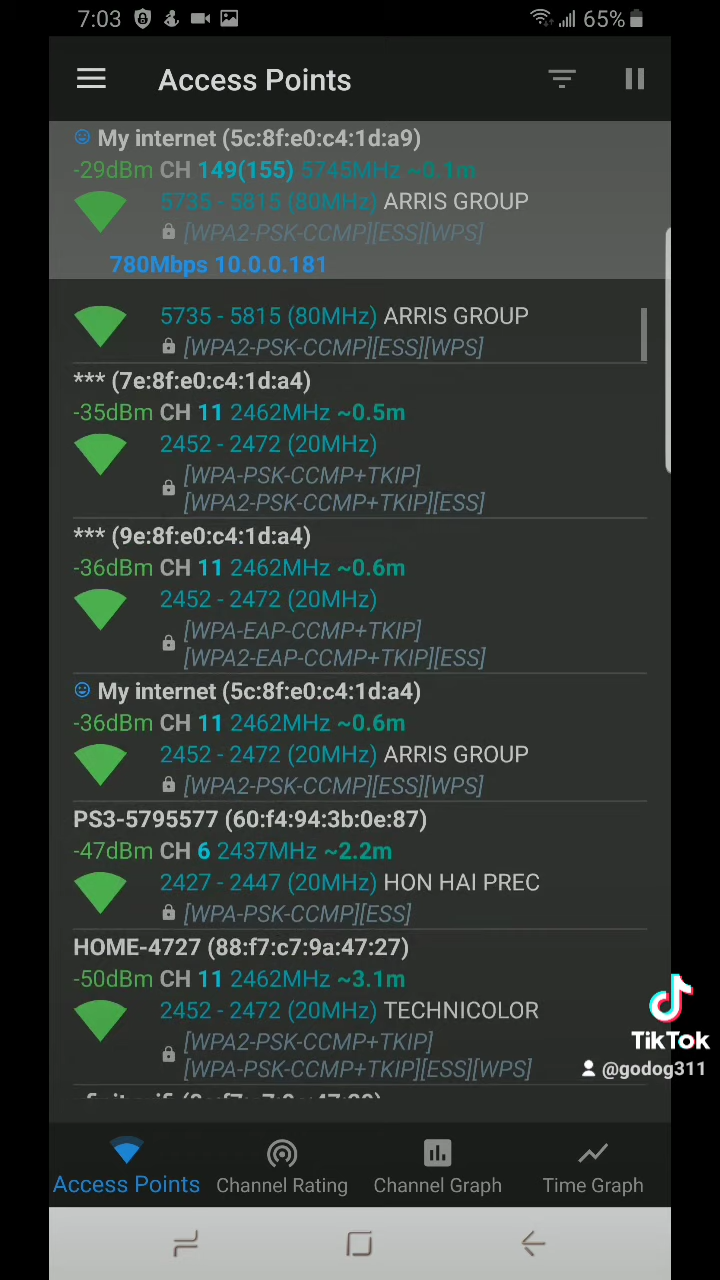 7:03 65%
Access Points
My internet (5c:8f:e0:c4:1d:a9)
-29dBm CH 149(155) 5745MHz ~0.1m
5735 - 5815 (80MHz) ARRIS GROUP
[WPA2-PSK-CCMP][ESS][WPS]
780Mbps 10.0.0.181
5735 - 5815 (80MHz) ARRIS GROUP
[WPA2-PSK-CCMP][ESS][WPS]
*** (7e:8f:e0:c4:1d:a4)
-35dBm CH 11 2462MHz ~0.5m
2452 - 2472 (20MHz)
[WPA-PSK-CCMP+TKIP]
[WPA2-PSK-CCMP+TKIP][ESS]
*** (9e:8f:e0:c4:1d:a4)
-36dBm CH 11 2462MHz ~0.6m
2452 - 2472 (20MHz)
[WPA-EAP-CCMP+TKIP]
[WPA2-EAP-CCMP+TKIP][ESS]
My internet (5c:8f:e0:c4:1d:a4)
-36dBm CH 11 2462MHz ~0.6m
2452 - 2472 (20MHz) ARRIS GROUP
[WPA2-PSK-CCMP][ESS][WPS]
PS3-5795577 (60:f4:94:3b:0e:87)
-47dBm CH 6 2437MHz ~2.2m
2427 - 2447 (20MHz) HON HAI PREC
[WPA-PSK-CCMP][ESS]
HOME-4727 (88:f7:c7:9a:47:27)
-50dBm CH 11 2462MHz ~3.1m
2452 - 2472 (20MHz) TECHNICOLOR
[WPA2-PSK-CCMP+TKIP]
[WPA-PSK-CCMP+TKIP][ESS][WPS]
TikTok
@godog311
Access Points Channel Rating Channel Graph Time Graph